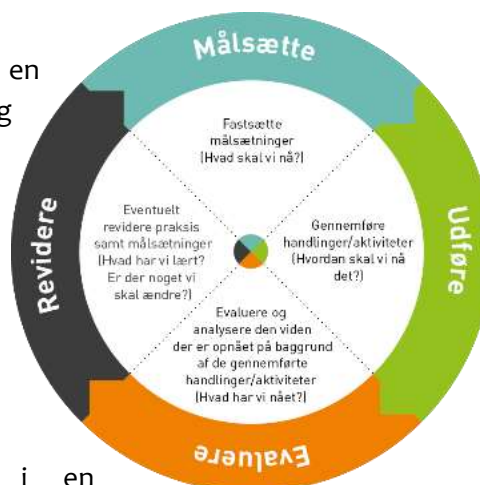 en
g
Målsætte
Fastsætte
målsætninger
(Hvad skal vi nå?)
Udføre
Gennemføre
handlinger/aktiviteter
(Hvordan skal vi nå
det?)
Evaluere og
analysere den viden
der er opnået på baggrund
af de gennemførte
handlinger/aktiviteter
(Hvad har vi nået?)
Evaluere
Revidere
Eventuelt
revidere praksis
samt målsætninger
(Hvad har vi lært?
Er der noget vi
skal ændre?)
i en